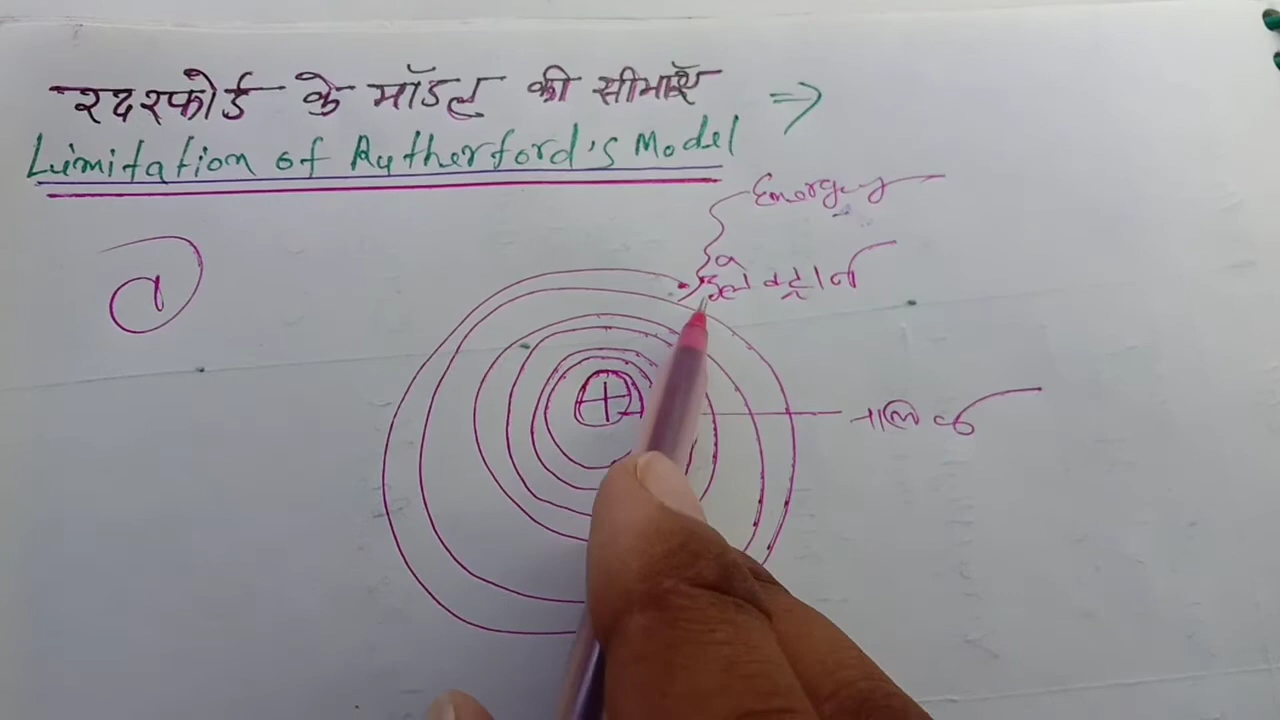 रदरफोर्ड के मॉडल की सीमाएँ ⇒
Limitation of Rutherford's Model
Energy
इलेक्ट्रॉन
+
नाभिक